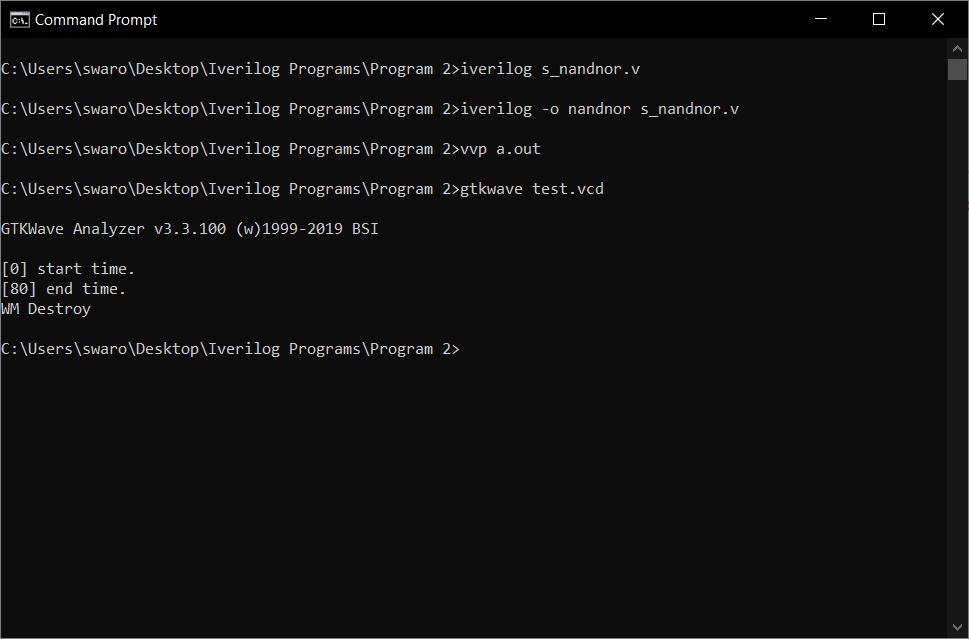 Command Prompt
C:\Users\swaro\Desktop\Iverilog Programs\Program 2>iverilog s_nandnor.v
C:\Users\swaro\Desktop\Iverilog Programs\Program 2>iverilog -o nandnor s_nandnor.v
C:\Users\swaro\Desktop\Iverilog Programs\Program 2>vvp a.out
C:\Users\swaro\Desktop\Iverilog Programs\Program 2>gtkwave test.vcd
GTKWave Analyzer v3.3.100 (w)1999-2019 BSI
[0] start time.
[80] end time.
WM Destroy
C:\Users\swaro\Desktop\Iverilog Programs\Program 2>